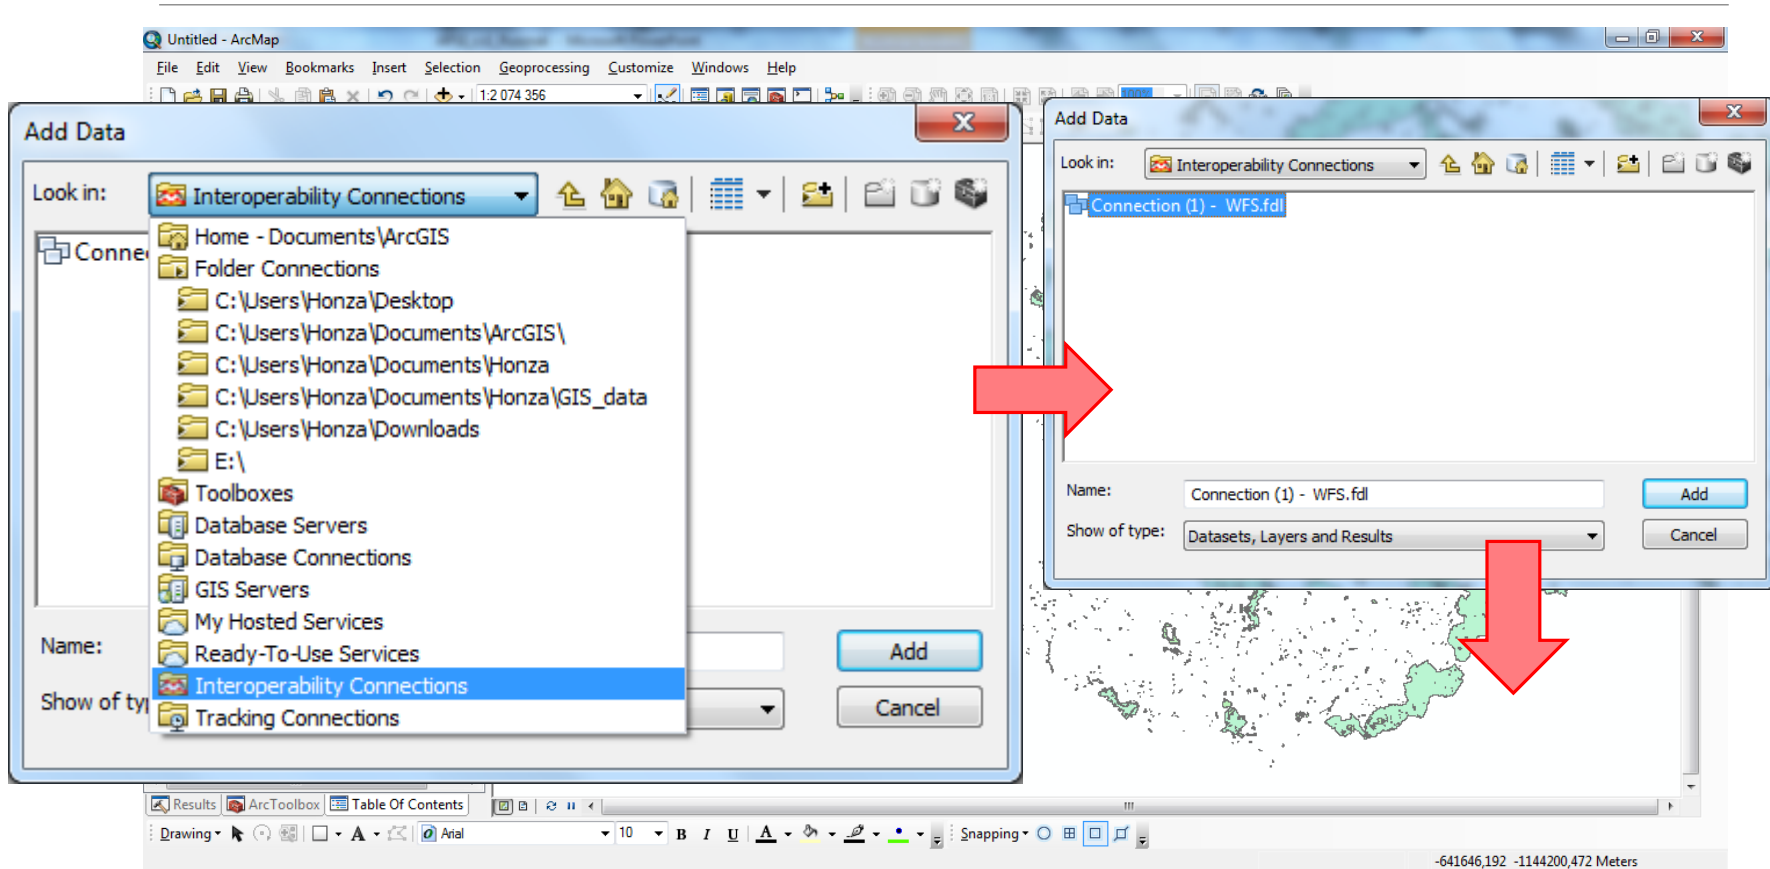 Untitled - ArcMap
File Edit View Bookmarks Insert Selection Geoprocessing Customize Windows Help
1:2 074 356
100%
Add Data
Look in:
Interoperability Connections
Conne
Home - Documents\ArcGIS
Folder Connections
C:\Users\Honza\Desktop
C:\Users\Honza\Documents\ArcGIS\
C:\Users\Honza\Documents\Honza
C:\Users\Honza\Documents\Honza\GIS_data
C:\Users\Honza\Downloads
E:\
Toolboxes
Database Servers
Database Connections
GIS Servers
My Hosted Services
Ready-To-Use Services
Interoperability Connections
Tracking Connections
Name:
Add
Show of ty
Cancel
Add Data
Look in:
Interoperability Connections
Connection (1) - WFS.fdl
Name:
Connection (1) - WFS.fdl
Add
Show of type:
Datasets, Layers and Results
Cancel
Results ArcToolbox Table Of Contents
Drawing A Arial 10 B I U A Snapping
-641646,192 -1144200,472 Meters